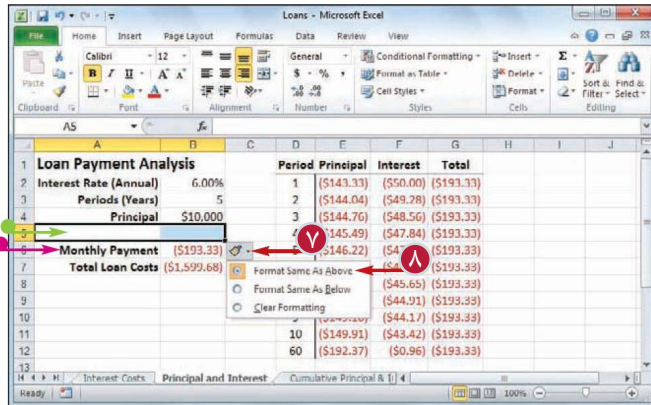 Loans - Microsoft Excel
File Home Insert Page Layout Formulas Data Review View
Paste
Calibri 12
B I U A A
General
$ % ,
Conditional Formatting
Format as Table
Cell Styles
Insert
Delete
Format
Σ
Sort & Filter
Find & Select
Clipboard Font Alignment Number Styles Cells Editing
A5 fx
A B C D E F G H I J
1 Loan Payment Analysis Period Principal Interest Total
2 Interest Rate (Annual) 6.00% 1 ($143.33) ($50.00) ($193.33)
3 Periods (Years) 5 2 ($144.04) ($49.28) ($193.33)
4 Principal $10,000 3 ($144.76) ($48.56) ($193.33)
5 ($145.49) ($47.84) ($193.33)
6 Monthly Payment ($193.33) ($146.22) ($193.33)
7 Total Loan Costs ($1,599.68) ($193.33)
۷
۸
Format Same As Above
Format Same As Below
Clear Formatting
8 ($45.65) ($193.33)
9 ($44.91) ($193.33)
10 ($44.17) ($193.33)
11 10 ($149.91) ($43.42) ($193.33)
12 60 ($192.37) ($0.96) ($193.33)
13
Interest Costs Principal and Interest Cumulative Principal &
Ready 100%